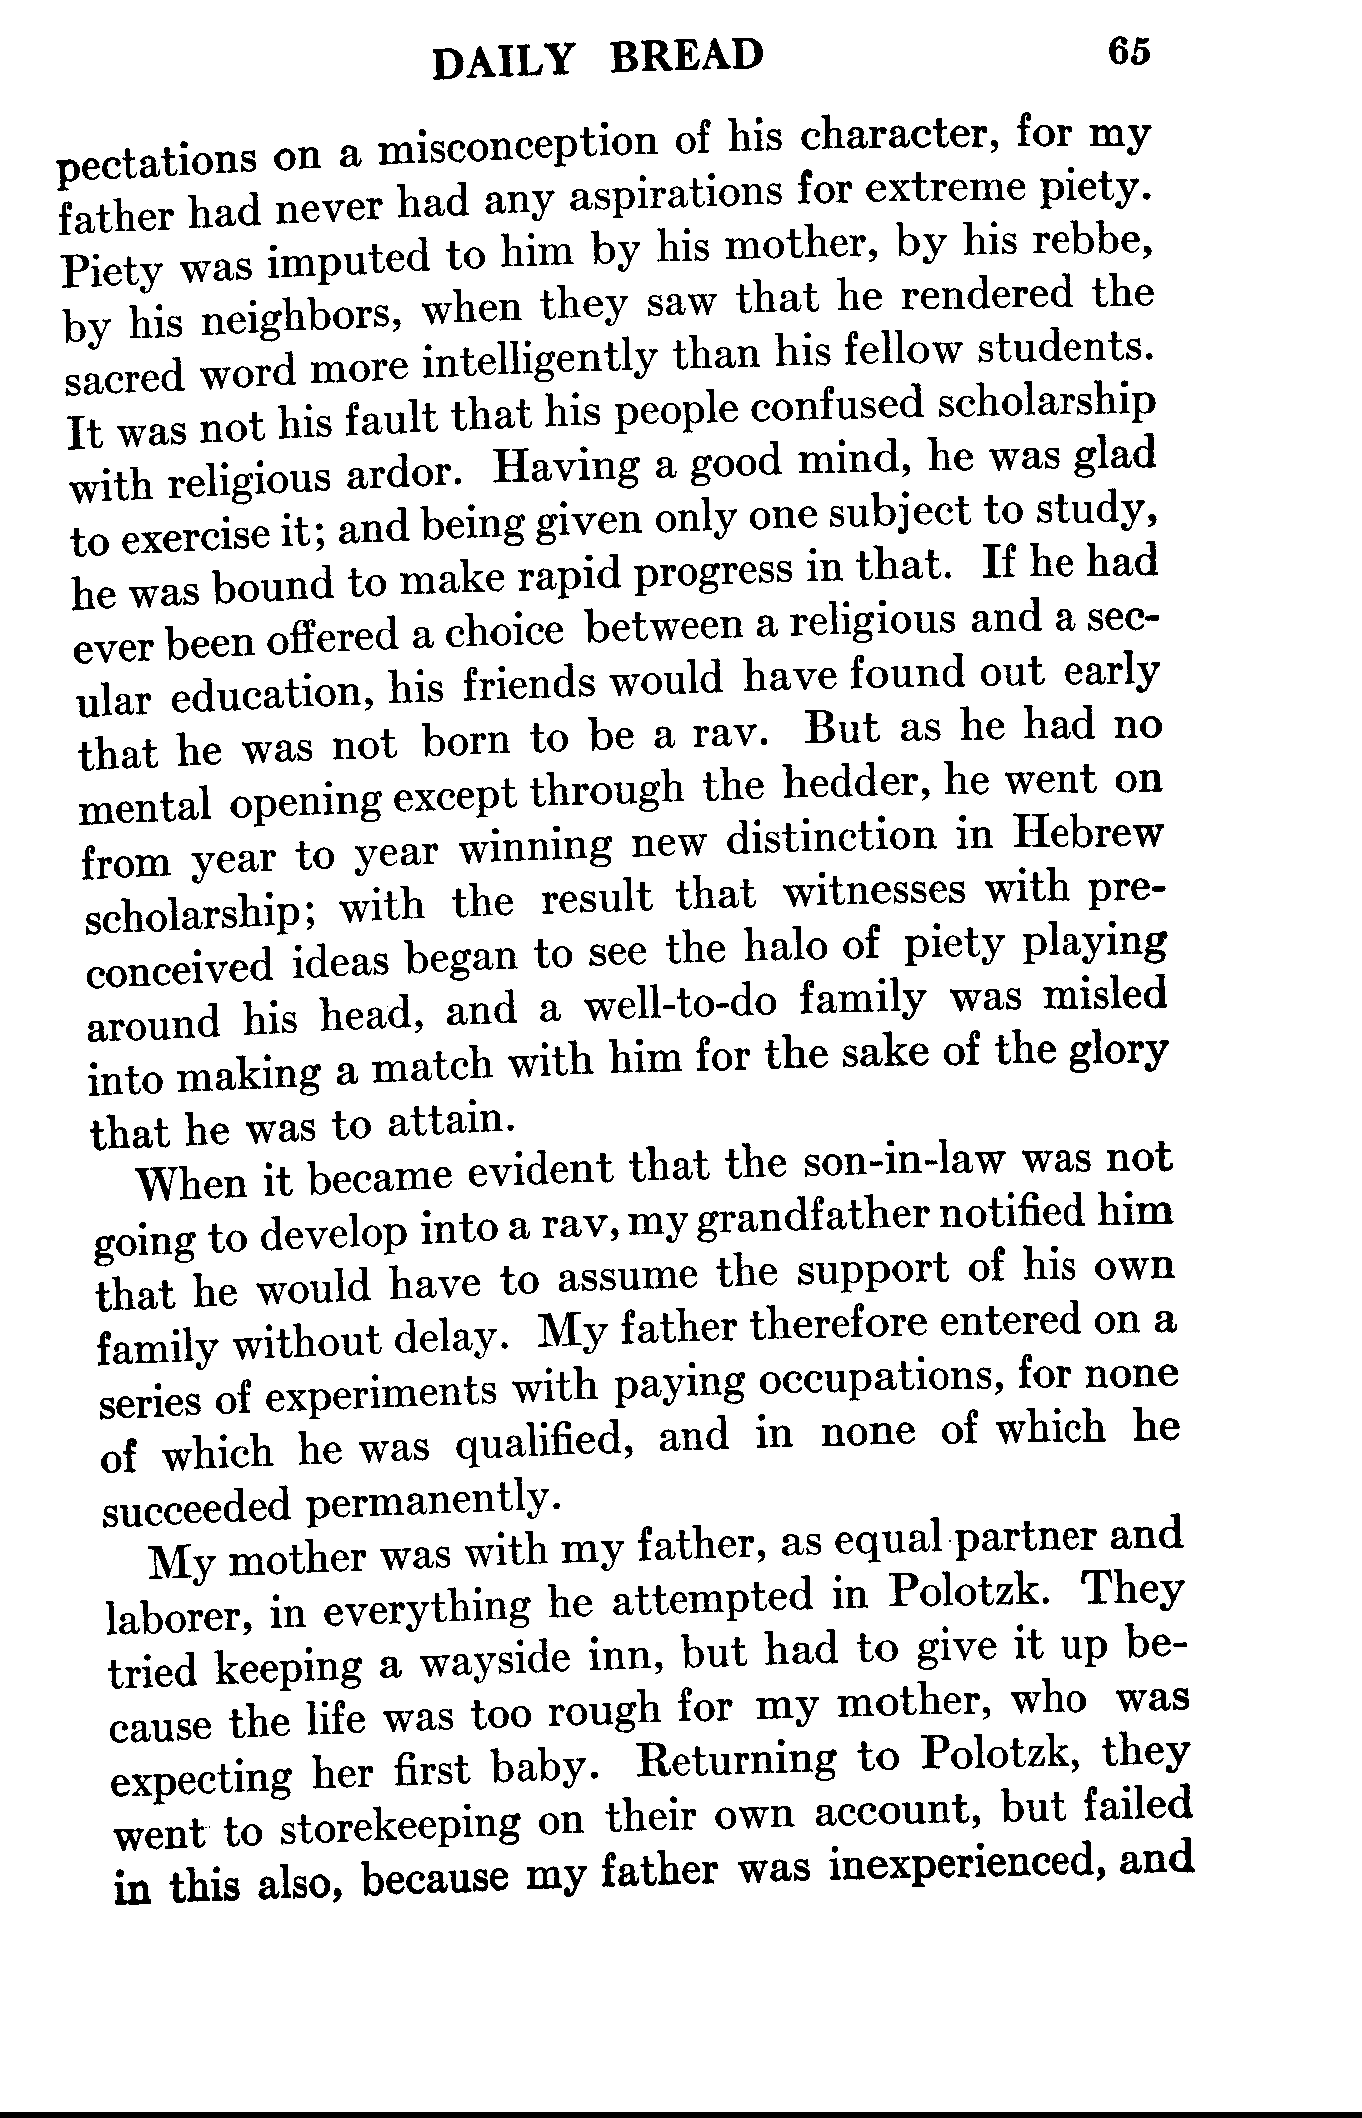 DAILY BREAD 65
pectations on a misconception of his character, for my
father had never had any aspirations for extreme piety.
Piety was imputed to him by his mother, by his rebbe,
by his neighbors, when they saw that he rendered the
sacred word more intelligently than his fellow students.
It was not his fault that his people confused scholarship
with religious ardor. Having a good mind, he was glad
to exercise it; and being given only one subject to study,
he was bound to make rapid progress in that. If he had
ever been offered a choice between a religious and a sec-
ular education, his friends would have found out early
that he was not born to be a rav. But as he had no
mental opening except through the hedder, he went on
from year to year winning new distinction in Hebrew
scholarship; with the result that witnesses with pre-
conceived ideas began to see the halo of piety playing
around his head, and a well-to-do family was misled
into making a match with him for the sake of the glory
that he was to attain.
When it became evident that the son-in-law was not
going to develop into a rav, my grandfather notified him
that he would have to assume the support of his own
family without delay. My father therefore entered on a
series of experiments with paying occupations, for none
of which he was qualified, and in none of which he
succeeded permanently.
My mother was with my father, as equal partner and
laborer, in everything he attempted in Polotzk. They
tried keeping a wayside inn, but had to give it up be-
cause the life was too rough for my mother, who was
expecting her first baby. Returning to Polotzk, they
went to storekeeping on their own account, but failed
in this also, because my father was inexperienced, and